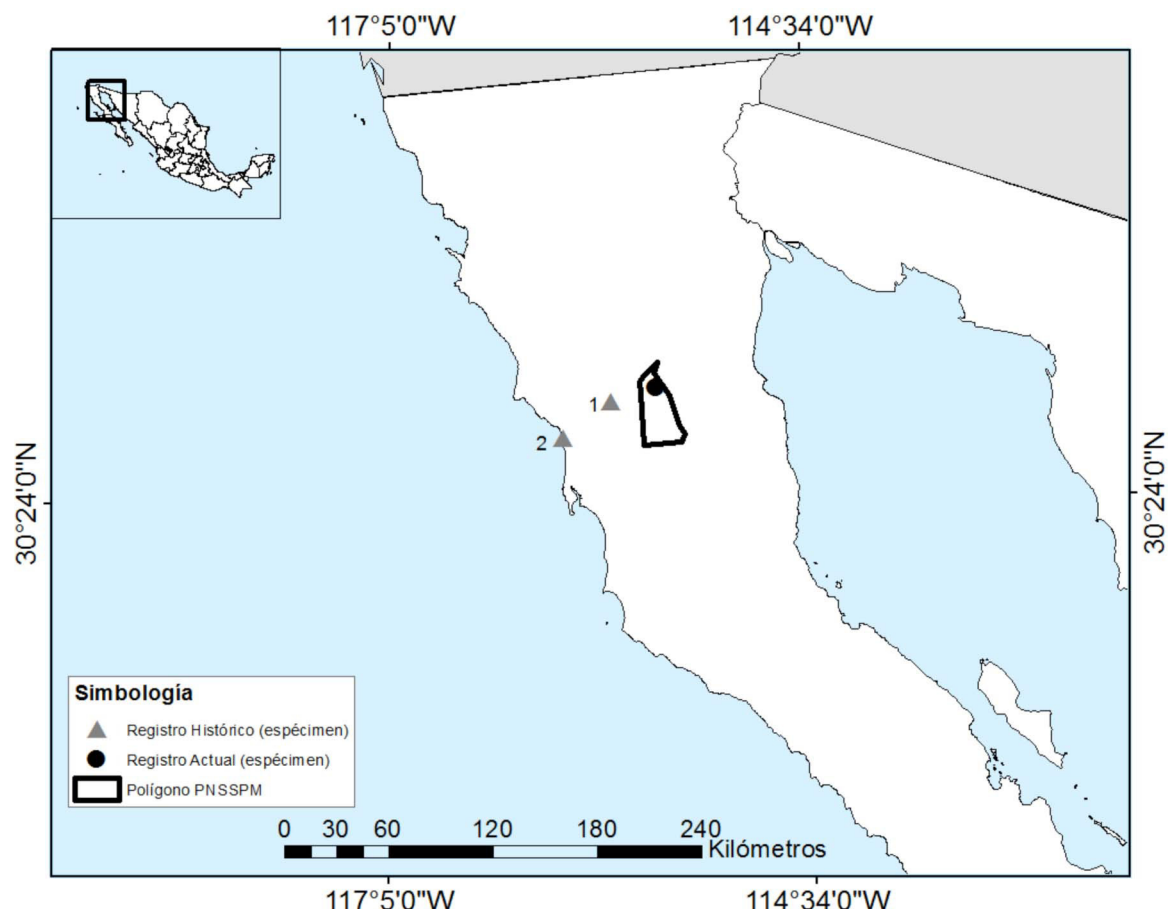 117°5'0"W
114°34'0"W
1
2
30°24'0"N
30°24'0"N
Simbología
Registro Histórico (espécimen)
Registro Actual (espécimen)
Polígono PNSSPM
0 30 60 120 180 240
Kilómetros
117°5'0"W
114°34'0"W